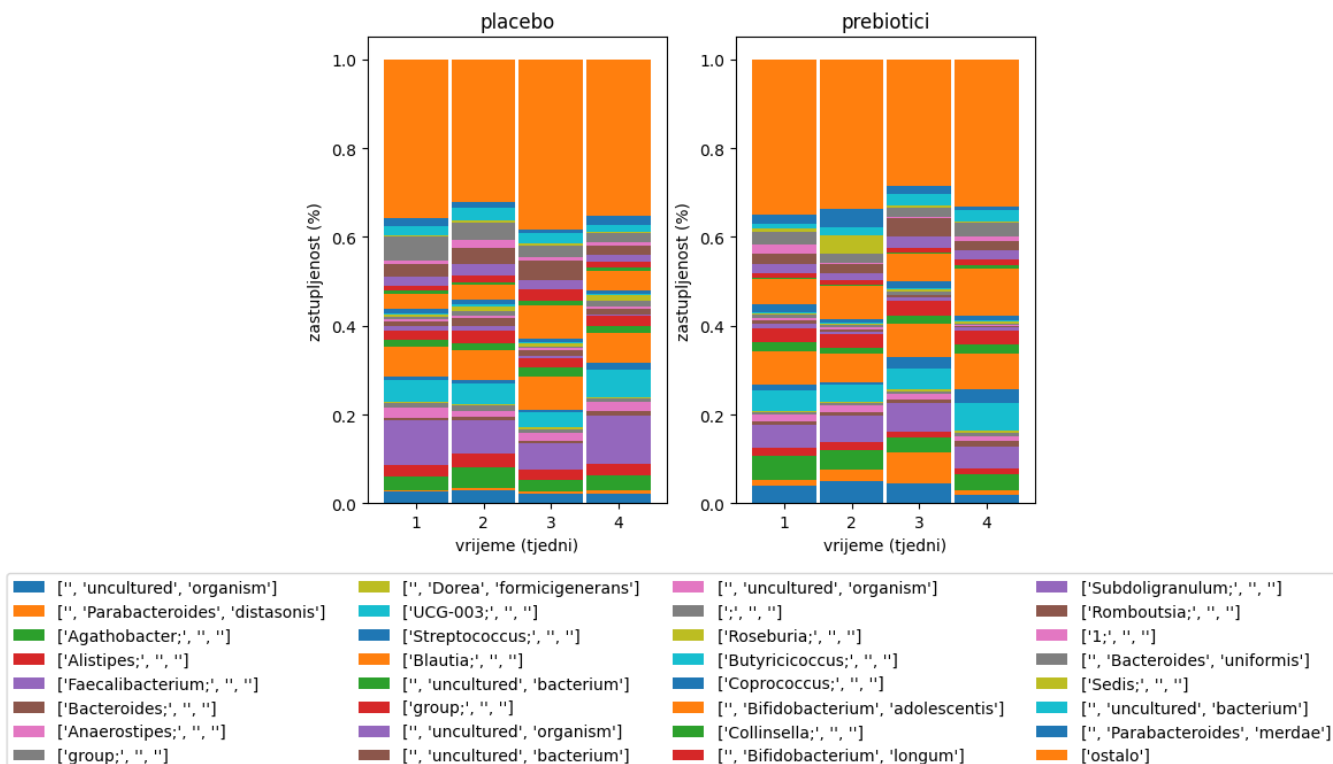 placebo
prebiotici
zastupljenost (%)
1.0
0.8
0.6
0.4
0.2
0.0
1 2 3 4
vrijeme (tjedni)
zastupljenost (%)
1.0
0.8
0.6
0.4
0.2
0.0
1 2 3 4
vrijeme (tjedni)
['', 'uncultured', 'organism']
['', 'Parabacteroides', 'distasonis']
['Agathobacter;', '', '']
['Alistipes;', '', '']
['Faecalibacterium;', '', '']
['Bacteroides;', '', '']
['Anaerostipes;', '', '']
['group;', '', '']
['', 'Dorea', 'formicigenerans']
['UCG-003;', '', '']
['Streptococcus;', '', '']
['Blautia;', '', '']
['', 'uncultured', 'bacterium']
['group;', '', '']
['', 'uncultured', 'organism']
['', 'uncultured', 'bacterium']
['', 'uncultured', 'organism']
[';', '', '']
['Roseburia;', '', '']
['Butyricicoccus;', '', '']
['Coprococcus;', '', '']
['', 'Bifidobacterium', 'adolescentis']
['Collinsella;', '', '']
['', 'Bifidobacterium', 'longum']
['Subdoligranulum;', '', '']
['Romboutsia;', '', '']
['1;', '', '']
['', 'Bacteroides', 'uniformis']
['Sedis;', '', '']
['', 'uncultured', 'bacterium']
['', 'Parabacteroides', 'merdae']
['ostalo']